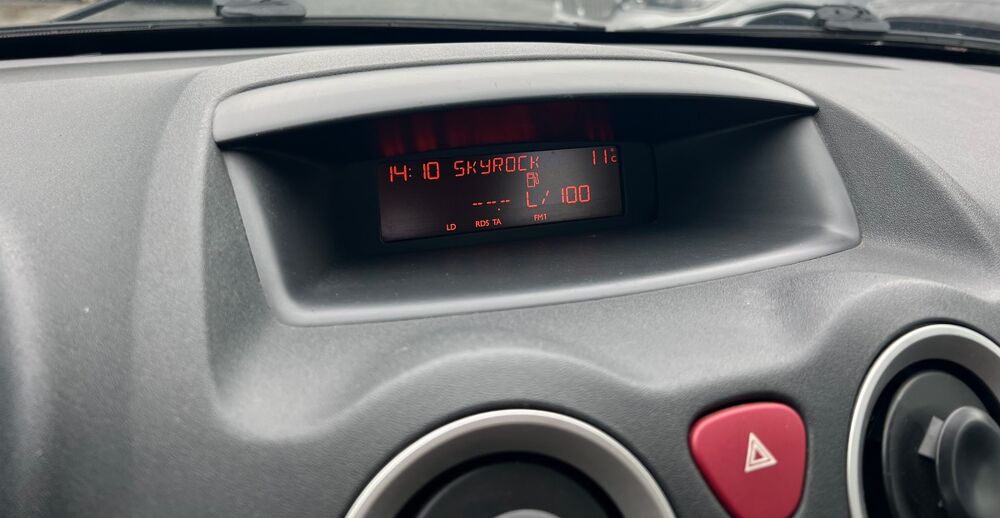 14:10 SKYROCK 11°C
--.- L/100
LD RDS TA FM1